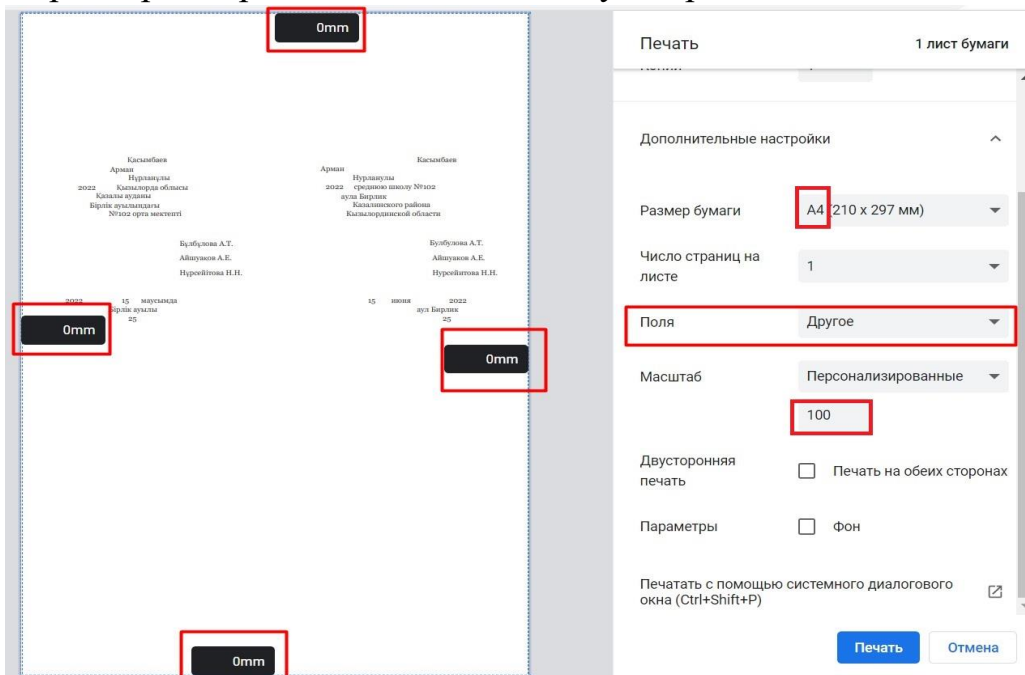 0mm
Қасымбаев
Арман
Нұрланұлы
2022 Қызылорда облысы
Қазалы ауданы
Бірлік ауылындағы
№102 орта мектепті
Бұлбұлова А.Т.
Айшуаков А.Е.
Нұрсейітова Н.Н.
2022 15 маусымда
Бірлік ауылы
25
Касымбаев
Арман
Нурланулы
2022 среднюю школу №102
аула Бирлик
Казалинского района
Кызылординской области
Булбулова А.Т.
Айшуаков А.Е.
Нурсейитова Н.Н.
15 июня 2022
аул Бирлик
25
0mm
0mm
0mm
Печать 1 лист бумаги
Дополнительные настройки
Размер бумаги A4 (210 x 297 мм)
Число страниц на
листе 1
Поля Другое
Масштаб Персонализированные
100
Двусторонняя
печать Печать на обеих сторонах
Параметры Фон
Печатать с помощью системного диалогового
окна (Ctrl+Shift+P)
Печать Отмена